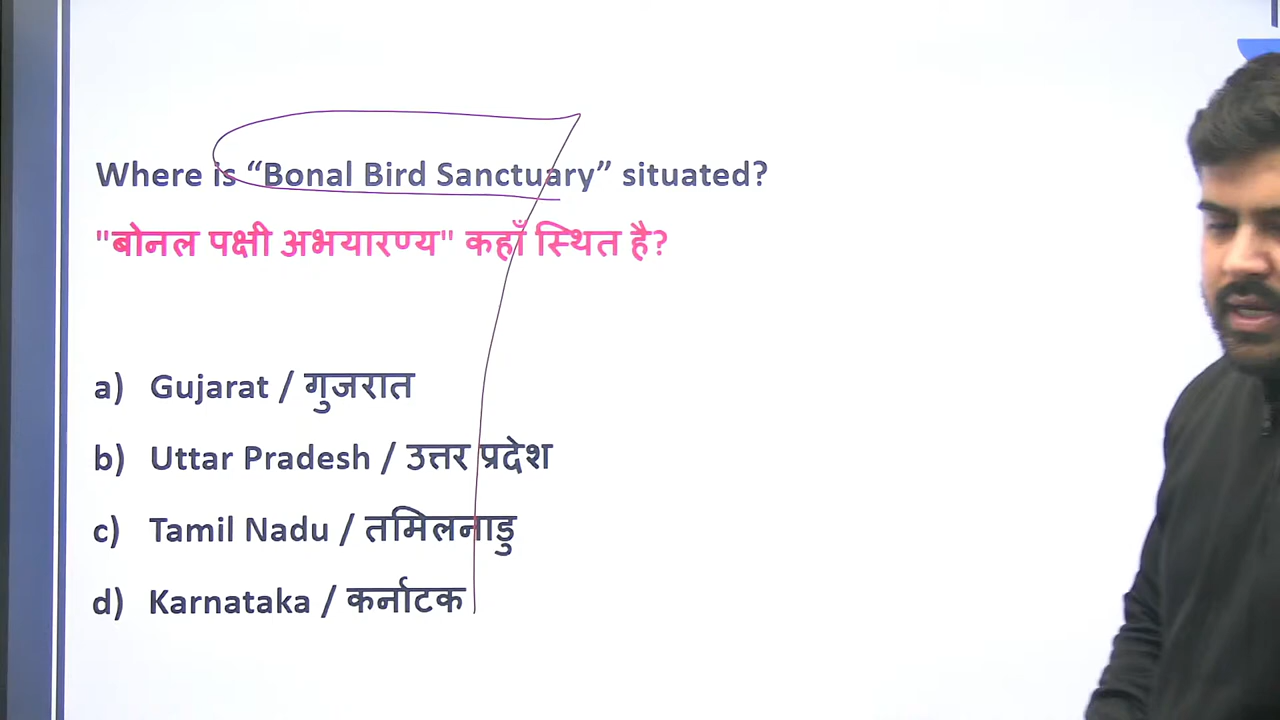 Where is “Bonal Bird Sanctuary” situated?
"बोनल पक्षी अभयारण्य" कहाँ स्थित है?
a) Gujarat / गुजरात
b) Uttar Pradesh / उत्तर प्रदेश
c) Tamil Nadu / तमिलनाडु
d) Karnataka / कर्नाटक